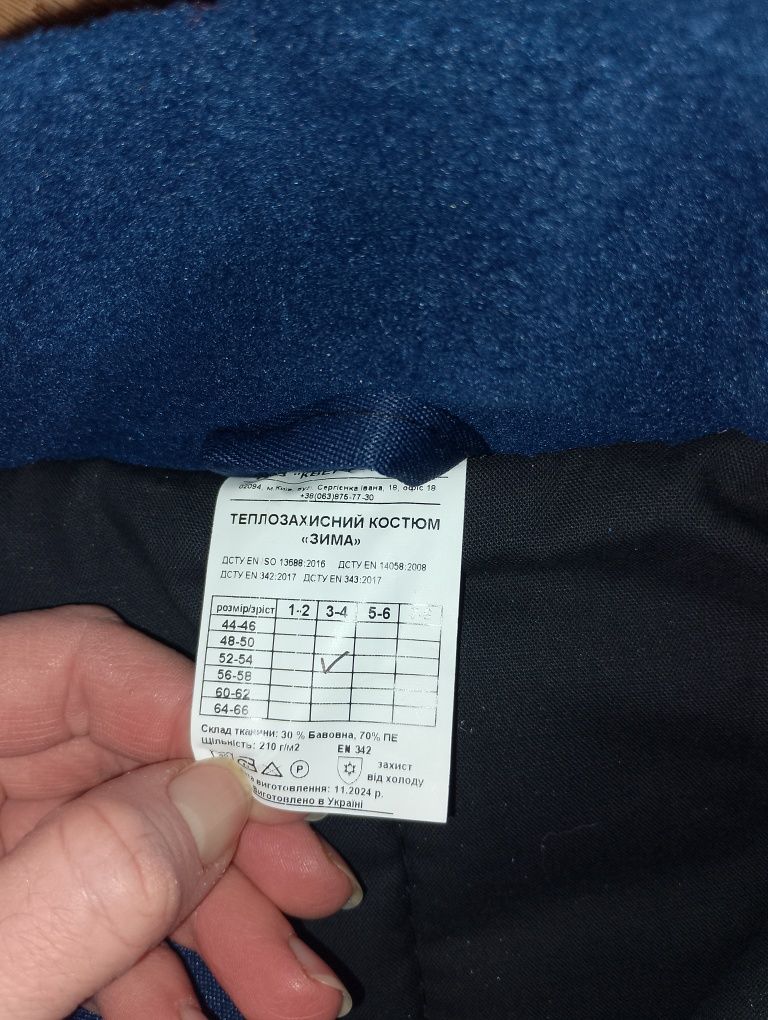 02094, м.Київ, вул. Сергієнка Івана, 18, офіс 18
+38(063)875-77-30
ТЕПЛОЗАХИСНИЙ КОСТЮМ
«ЗИМА»
ДСТУ EN ISO 13688:2016 ДСТУ EN 14058:2008
ДСТУ EN 342:2017 ДСТУ EN 343:2017
розмір/зріст 1-2 3-4 5-6
44-46
48-50
52-54 ✓
56-58
60-62
64-66
Склад тканини: 30 % Бавовна, 70% ПЕ
Щільність: 210 г/м2 EN 342
P захист
від холоду
виготовлення: 11.2024 р.
Виготовлено в Україні